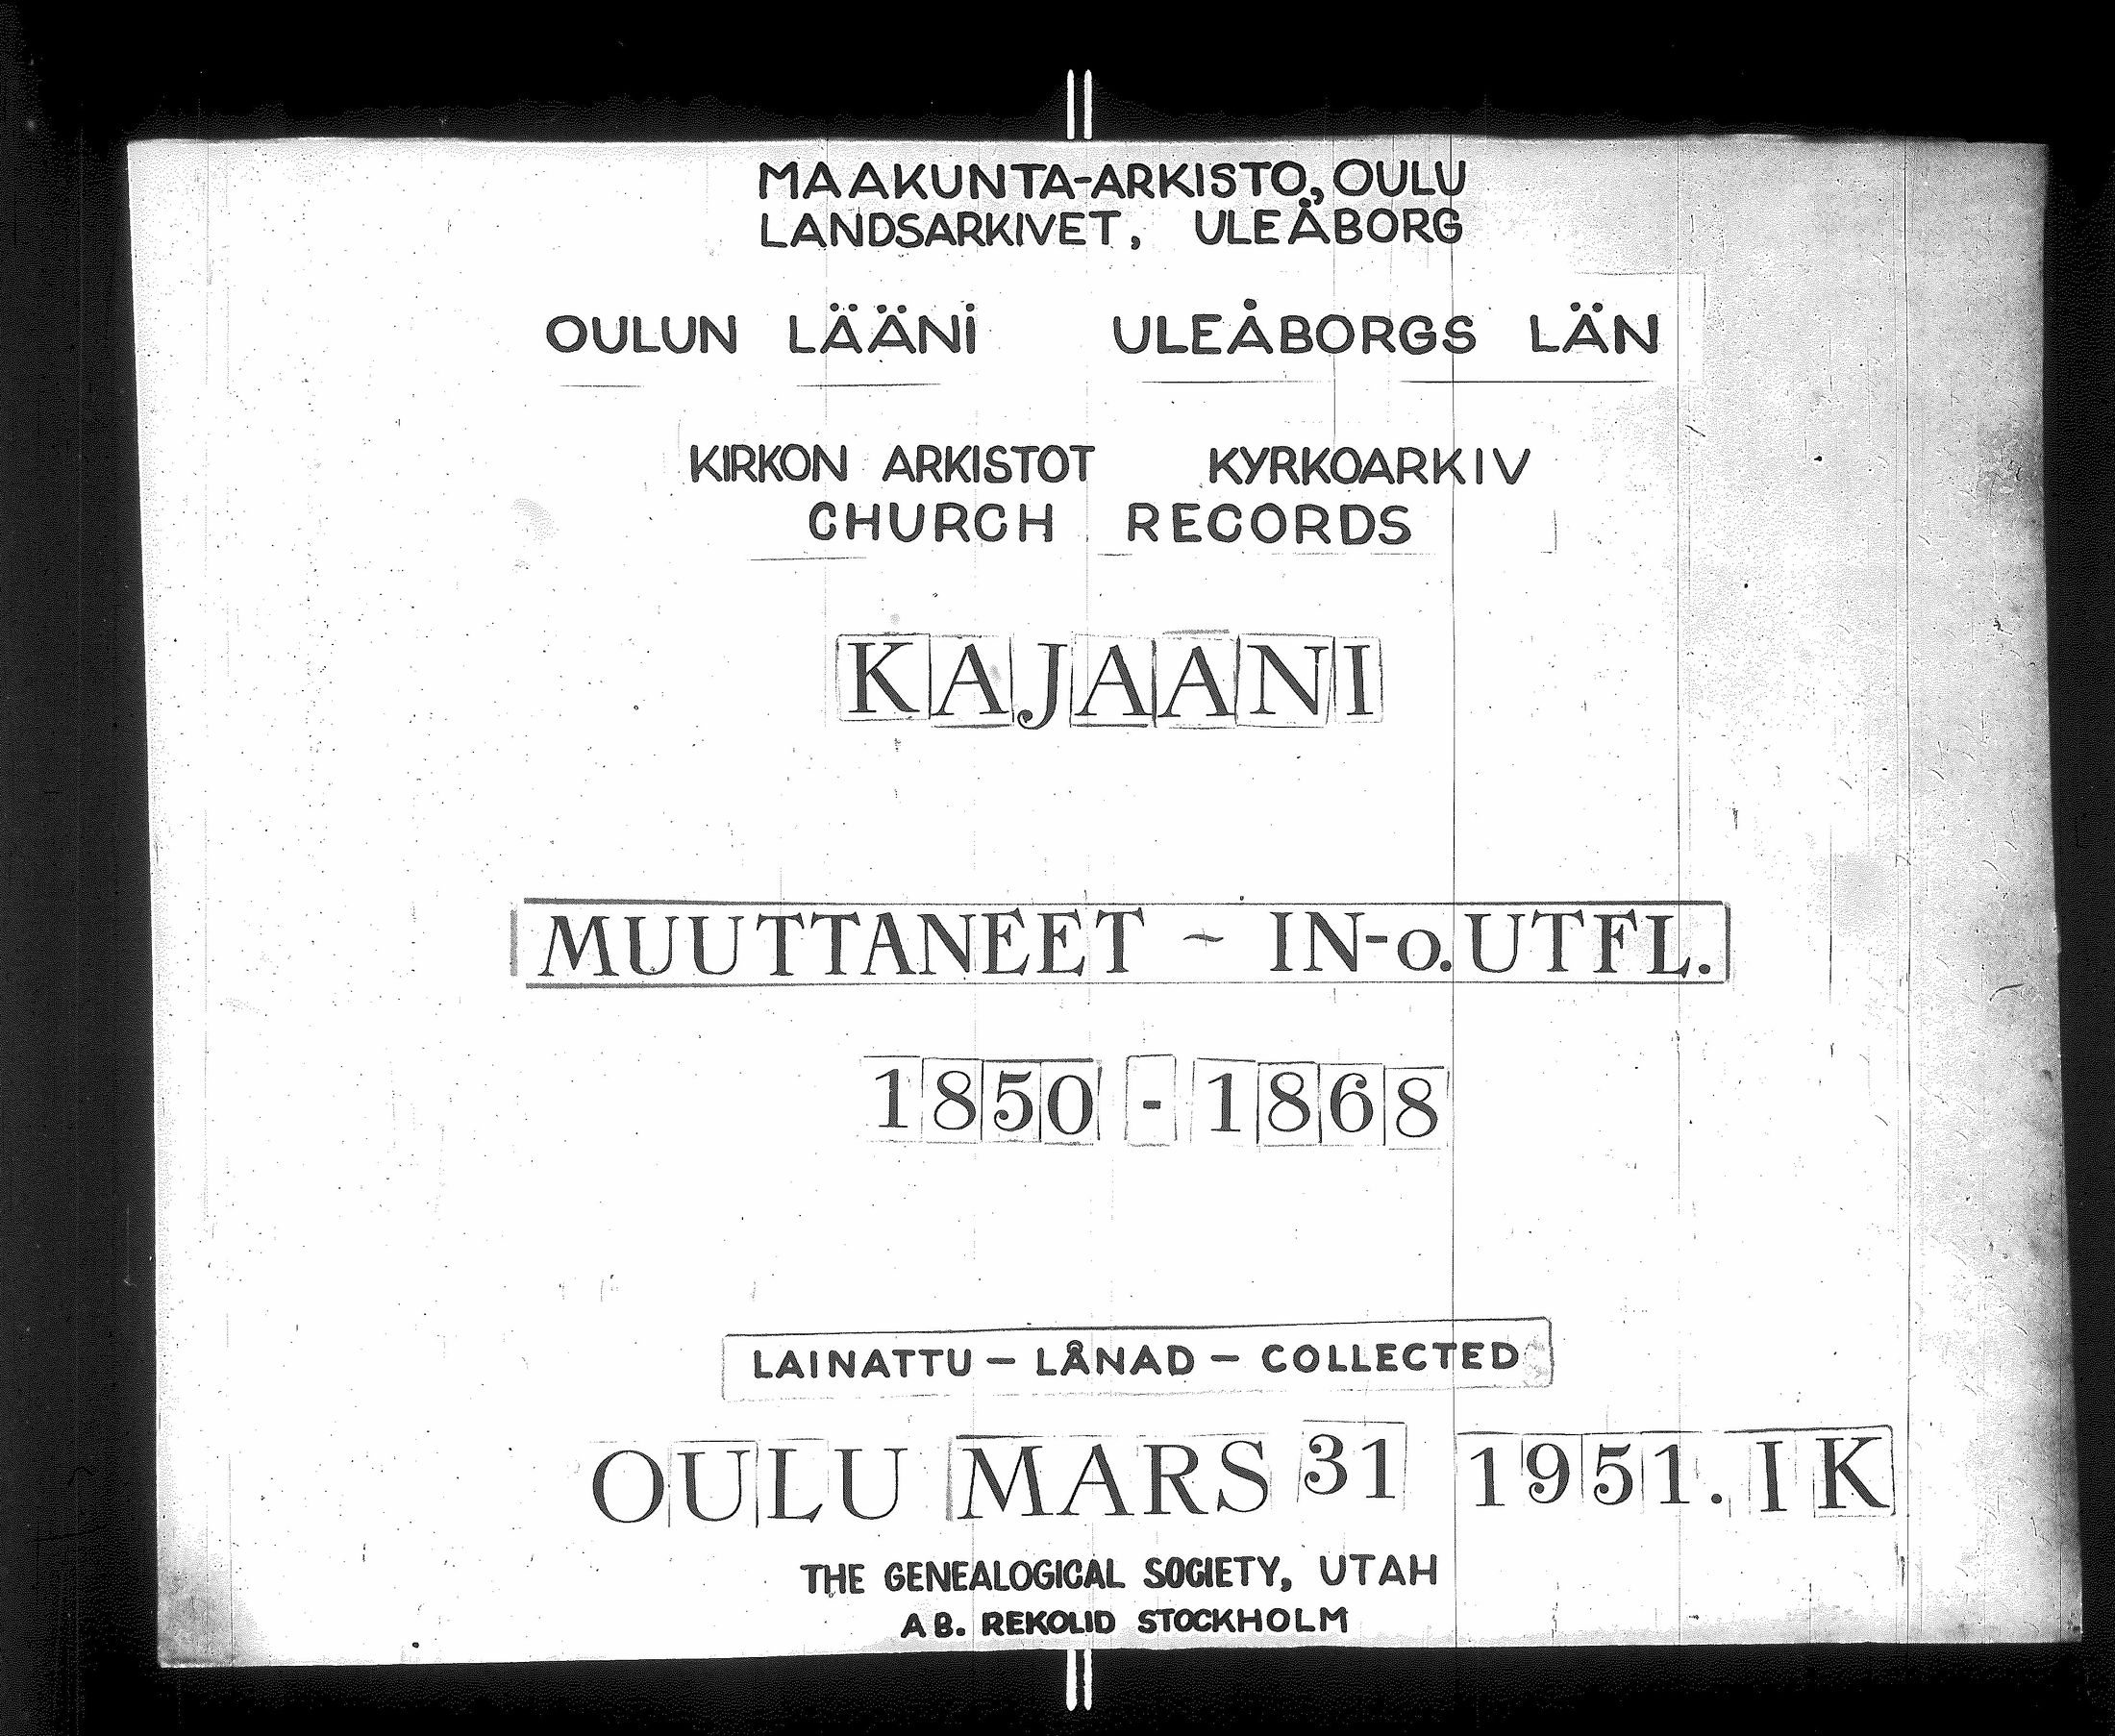 MAAKUNTA-ARKISTO, OULU
LANDSARKIVET, ULEÅBORG
OULUN LÄÄNI ULEÅBORGS LÄN
KIRKON ARKISTOT KYRKOARKIV
CHURCH RECORDS
KAJAANI
MUUTTANEET - IN-o. UTFL.
1850 - 1868
LAINATTU - LÅNAD - COLLECTED
OULU MARS 31 1951. IK
THE GENEALOGICAL SOCIETY, UTAH
AB. REKOLID STOCKHOLM